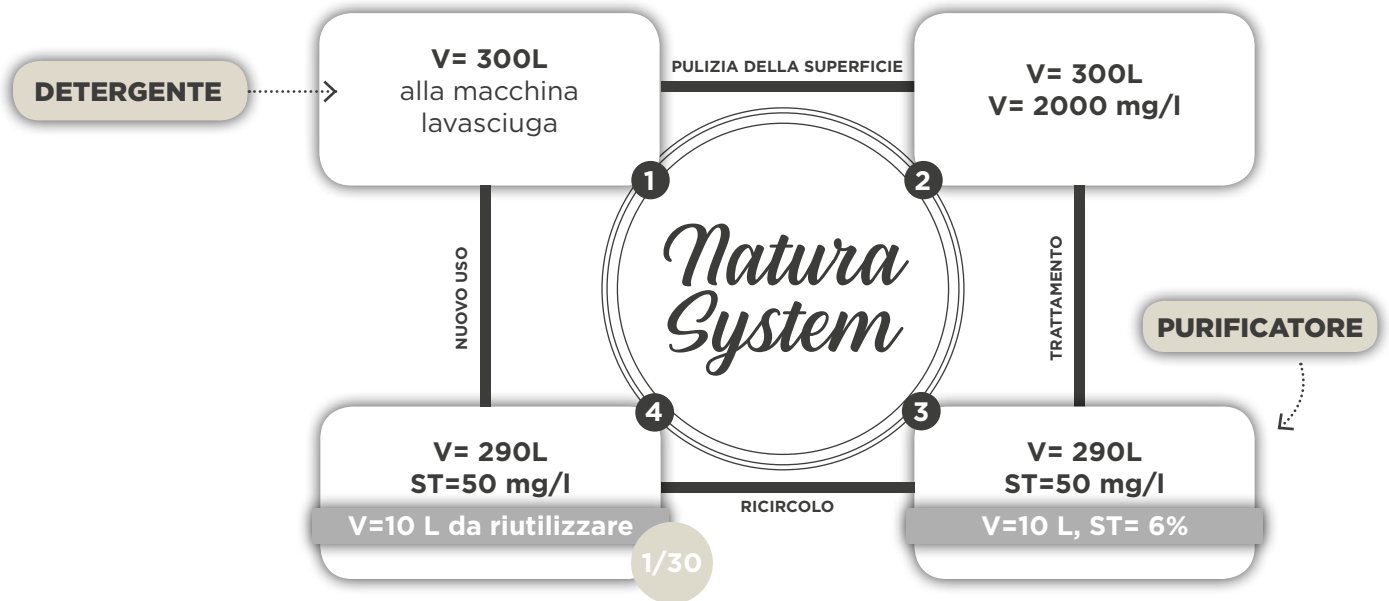 DETERGENTE
V= 300L
alla macchina
lavasciuga
PULIZIA DELLA SUPERFICIE
V= 300L
V= 2000 mg/l
1
2
NUOVO USO
Natura
System
TRATTAMENTO
PURIFICATORE
4
3
V= 290L
ST=50 mg/l
V=10 L da riutilizzare
1/30
RICIRCOLO
V= 290L
ST=50 mg/l
V=10 L, ST= 6%